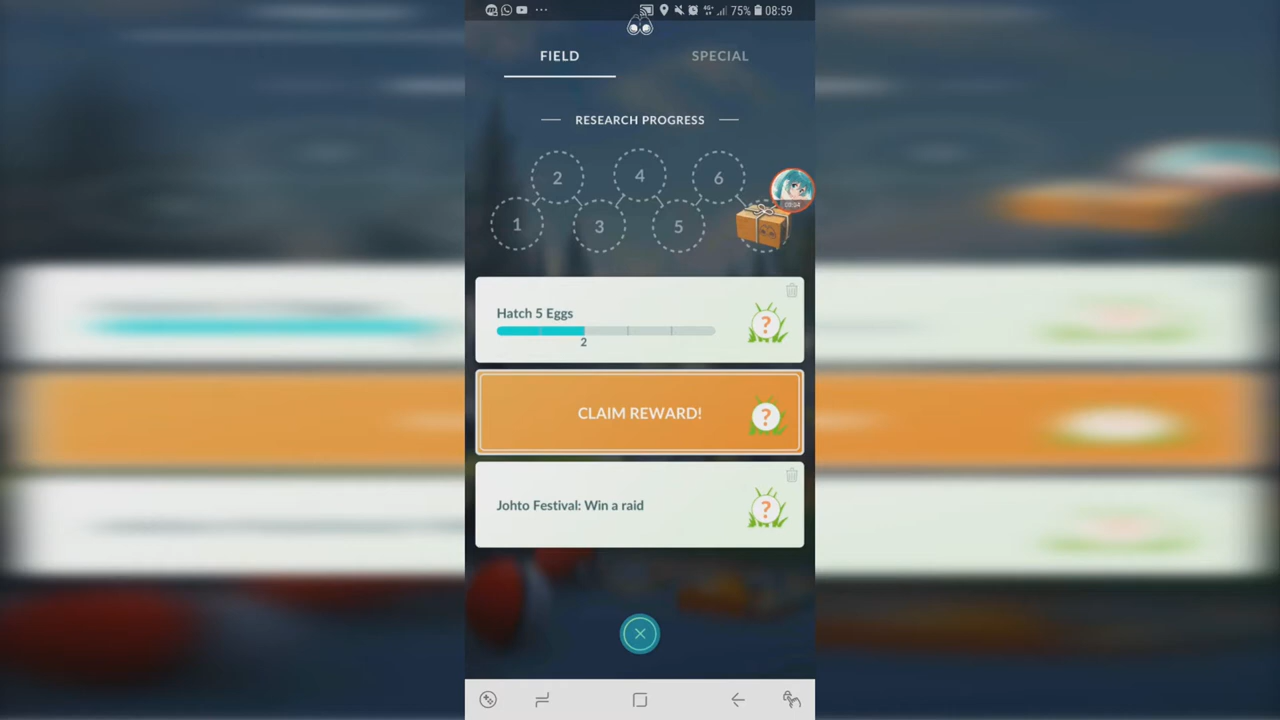 75% 08:59
FIELD
SPECIAL
RESEARCH PROGRESS
2 4 6
1 3 5
Hatch 5 Eggs
2
?
CLAIM REWARD!
?
Johto Festival: Win a raid
?